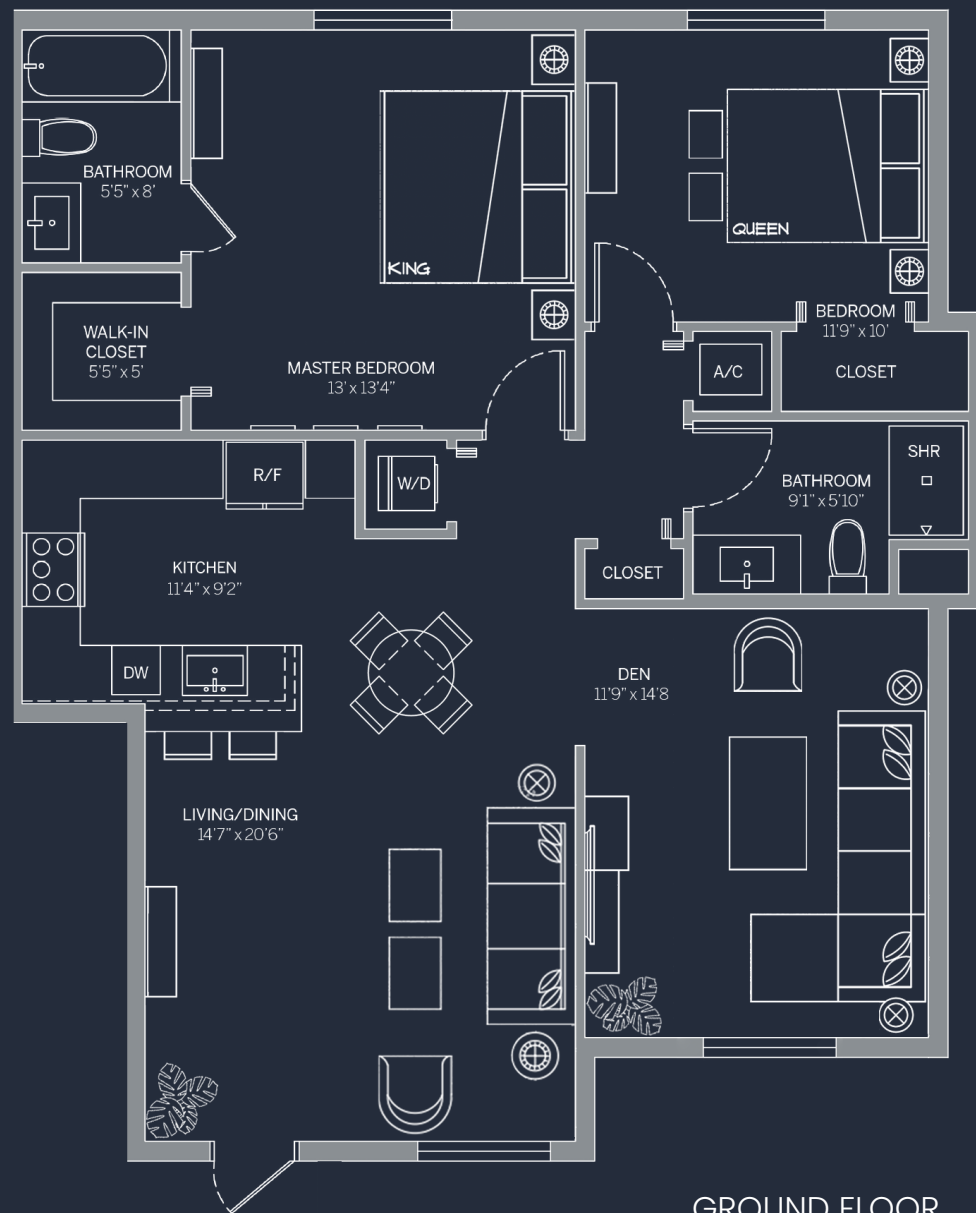 BATHROOM
5'5" x 8'
KING
QUEEN
WALK-IN
CLOSET
5'5" x 5'
MASTER BEDROOM
13' x 13'4"
BEDROOM
11'9" x 10'
A/C
CLOSET
R/F
W/D
BATHROOM
9'1" x 5'10"
SHR
KITCHEN
11'4" x 9'2"
CLOSET
DW
DEN
11'9" x 14'8
LIVING/DINING
14'7" x 20'6"
GROUND FLOOR